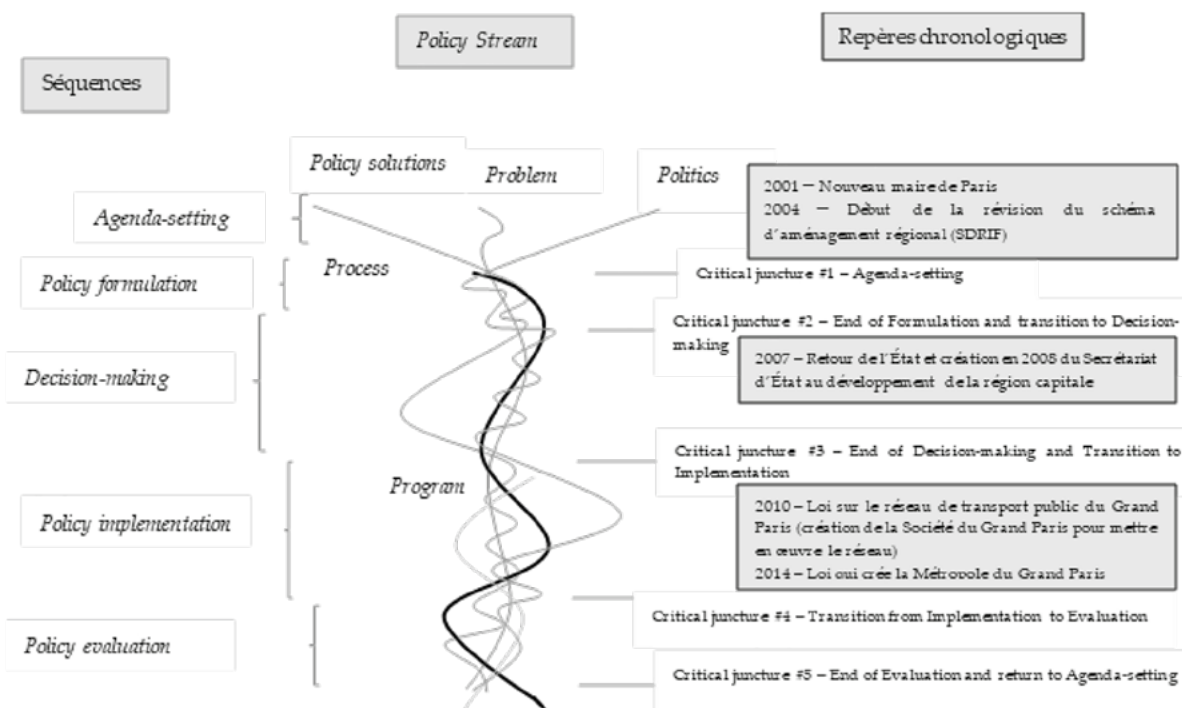 Policy Stream
Repères chronologiques
Séquences
Policy solutions
Problem
Politics
2001 – Nouveau maire de Paris
2004 – Début de la révision du schéma
d'aménagement régional (SDRIF)
Agenda-setting
Process
Critical juncture #1 – Agenda-setting
Policy formulation
Critical juncture #2 – End of Formulation and transition to Decision-
making
2007 – Retour de l'État et création en 2008 du Secrétariat
d'État au développement de la région capitale
Decision-making
Critical juncture #3 – End of Decision-making and Transition to
Implementation
Program
2010 – Loi sur le réseau de transport public du Grand
Paris (création de la Société du Grand Paris pour mettre
en œuvre le réseau)
2014 – Loi qui crée la Métropole du Grand Paris
Policy implementation
Critical juncture #4 – Transition from Implementation to Evaluation
Policy evaluation
Critical juncture #5 – End of Evaluation and return to Agenda-setting